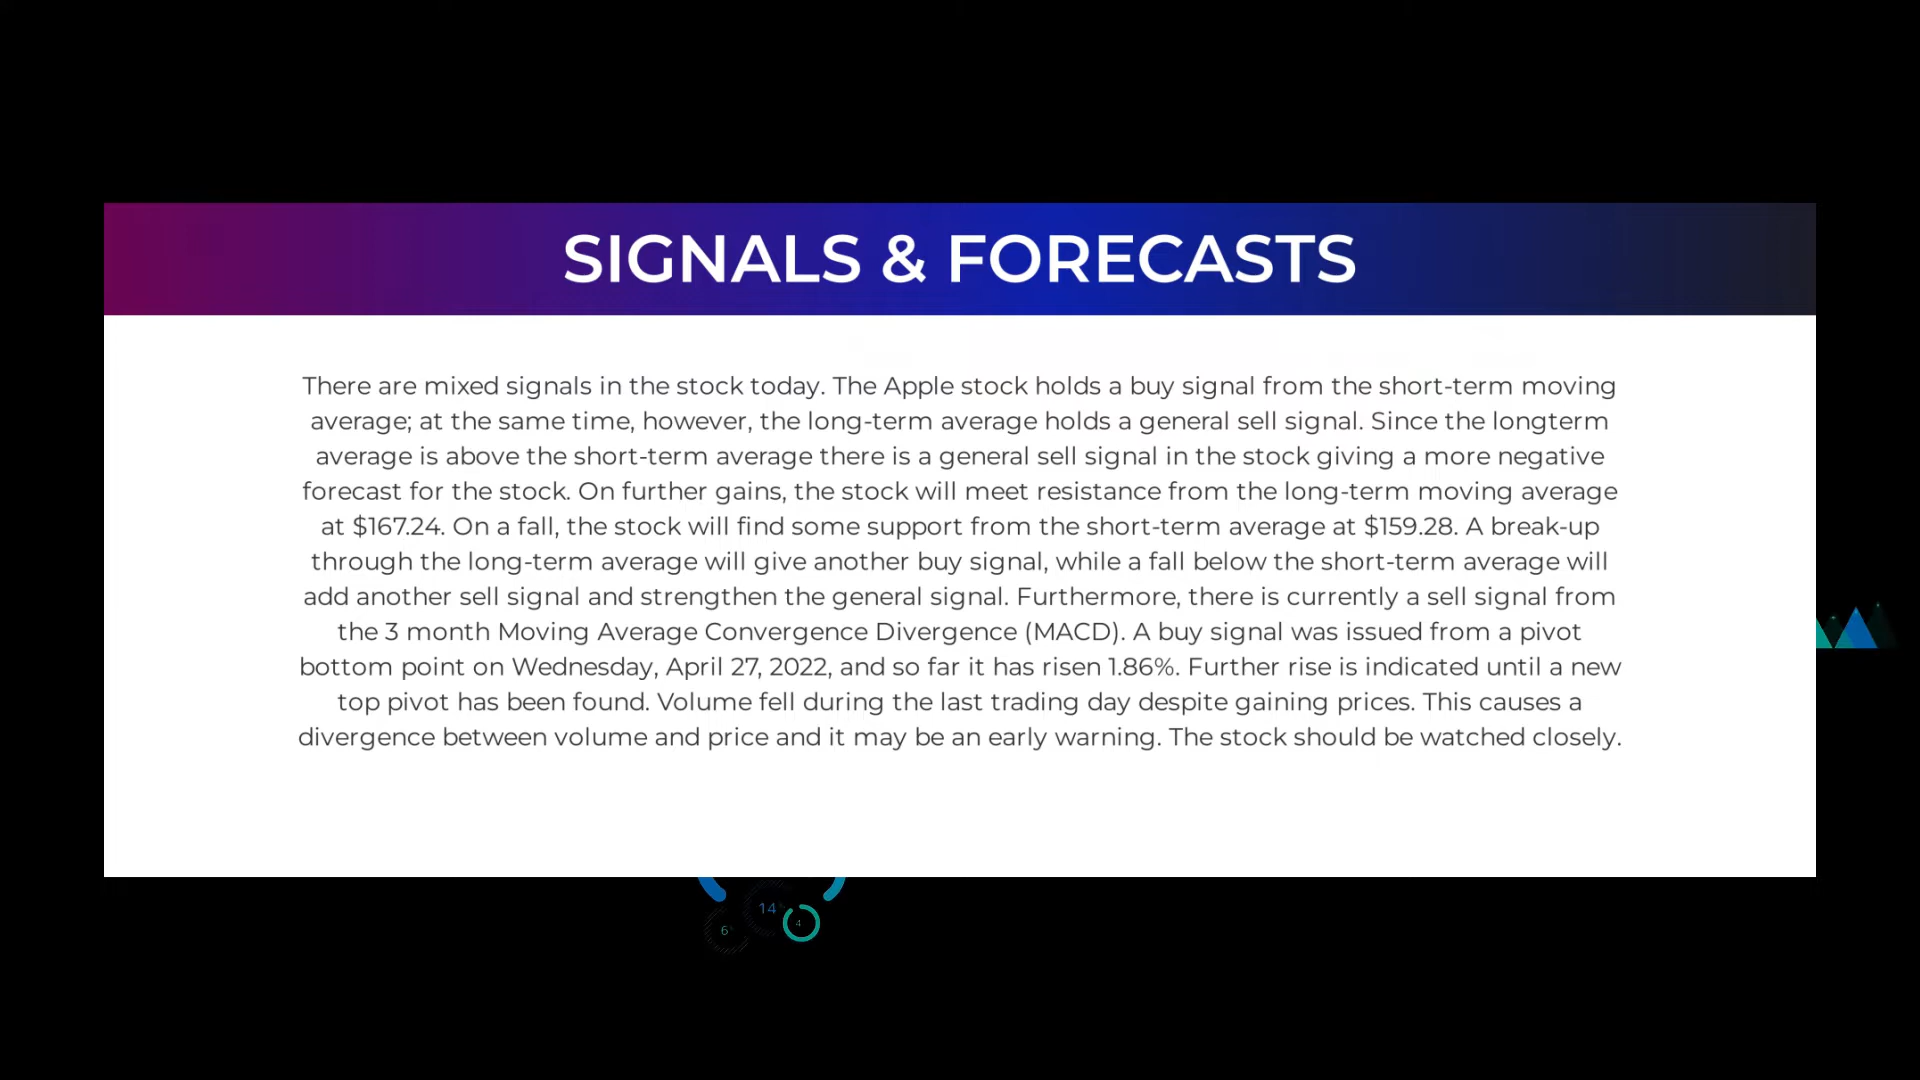 SIGNALS & FORECASTS
There are mixed signals in the stock today. The Apple stock holds a buy signal from the short-term moving
average; at the same time, however, the long-term average holds a general sell signal. Since the longterm
average is above the short-term average there is a general sell signal in the stock giving a more negative
forecast for the stock. On further gains, the stock will meet resistance from the long-term moving average
at $167.24. On a fall, the stock will find some support from the short-term average at $159.28. A break-up
through the long-term average will give another buy signal, while a fall below the short-term average will
add another sell signal and strengthen the general signal. Furthermore, there is currently a sell signal from
the 3 month Moving Average Convergence Divergence (MACD). A buy signal was issued from a pivot
bottom point on Wednesday, April 27, 2022, and so far it has risen 1.86%. Further rise is indicated until a new
top pivot has been found. Volume fell during the last trading day despite gaining prices. This causes a
divergence between volume and price and it may be an early warning. The stock should be watched closely.
14
6
4